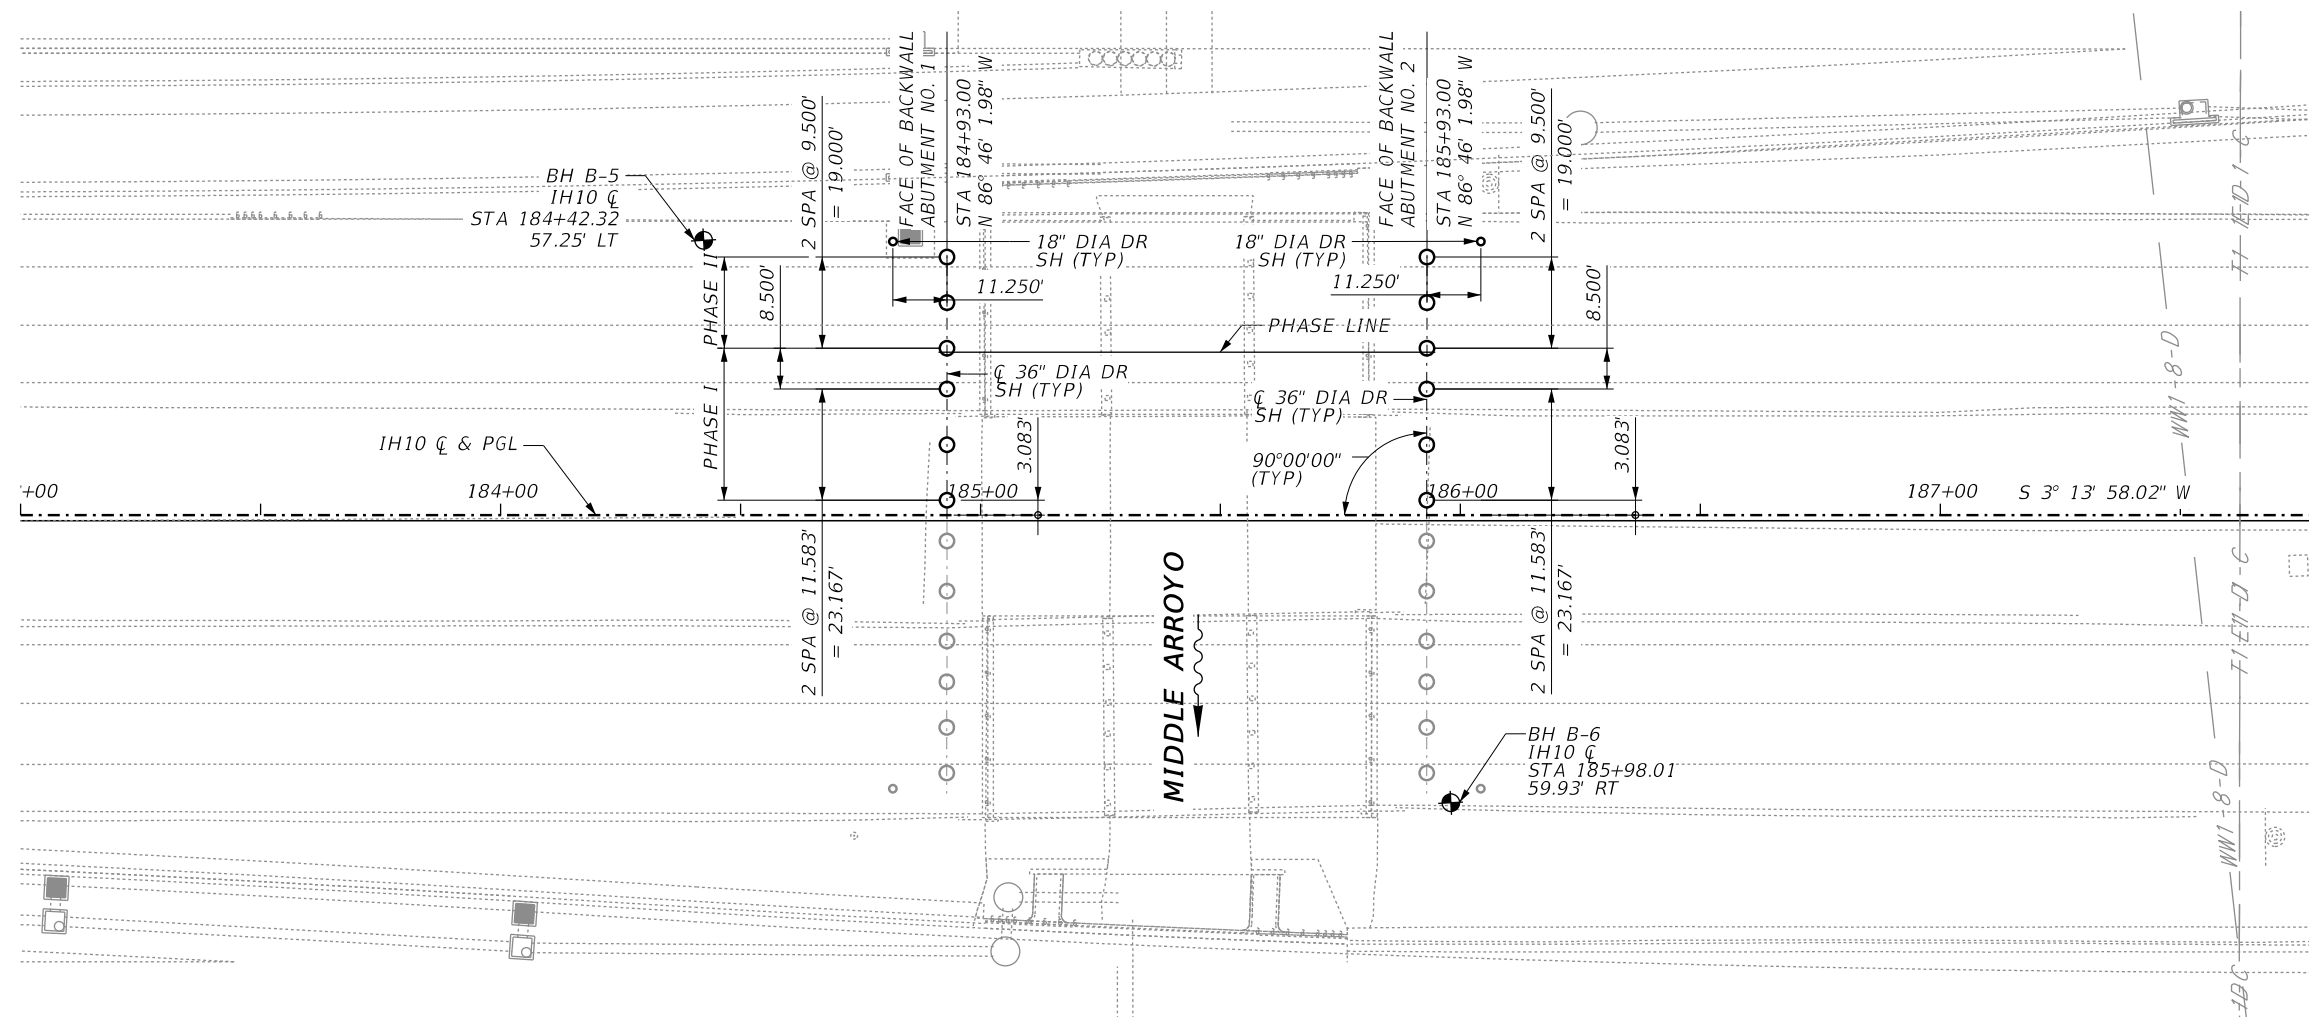 FACE OF BACKWALL
ABUTMENT NO. 1
STA 184+93.00
N 86° 46' 1.98" W
FACE OF BACKWALL
ABUTMENT NO. 2
STA 185+93.00
N 86° 46' 1.98" W
2 SPA @ 9.500'
= 19.000'
2 SPA @ 9.500'
= 19.000'
BH B-5
IH10 ℄
STA 184+42.32
57.25' LT
18" DIA DR
SH (TYP)
18" DIA DR
SH (TYP)
11.250'
11.250'
PHASE II
8.500'
8.500'
PHASE LINE
PHASE I
℄ 36" DIA DR
SH (TYP)
℄ 36" DIA DR
SH (TYP)
3.083'
3.083'
IH10 ℄ & PGL
90°00'00"
(TYP)
+00
184+00
185+00
186+00
187+00
S 3° 13' 58.02" W
2 SPA @ 11.583'
= 23.167'
2 SPA @ 11.583'
= 23.167'
MIDDLE ARROYO
BH B-6
IH10 ℄
STA 185+98.01
59.93' RT
WW1-8-D
WW1-8-D